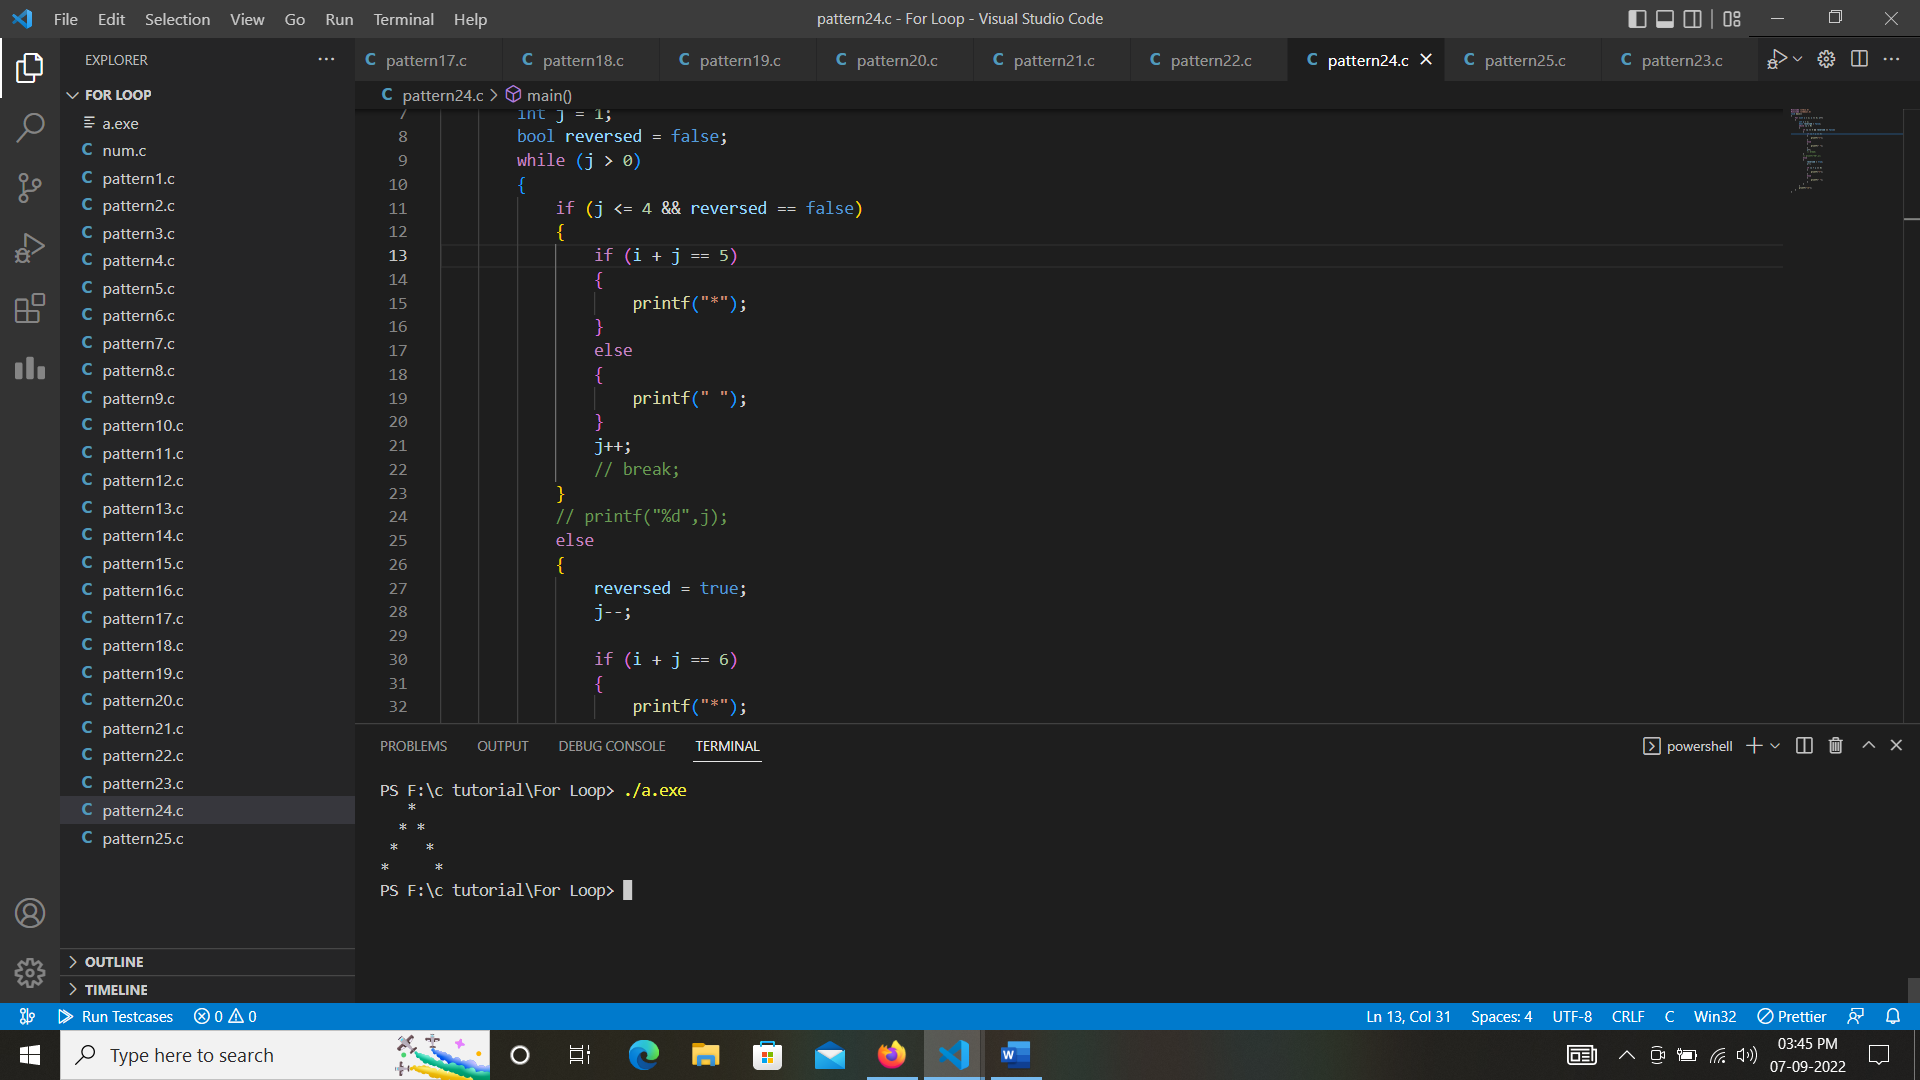 File Edit Selection View Go Run Terminal Help
pattern24.c - For Loop - Visual Studio Code
EXPLORER
FOR LOOP
a.exe
num.c
pattern1.c
pattern2.c
pattern3.c
pattern4.c
pattern5.c
pattern6.c
pattern7.c
pattern8.c
pattern9.c
pattern10.c
pattern11.c
pattern12.c
pattern13.c
pattern14.c
pattern15.c
pattern16.c
pattern17.c
pattern18.c
pattern19.c
pattern20.c
pattern21.c
pattern22.c
pattern23.c
pattern24.c
pattern25.c
OUTLINE
TIMELINE
C pattern17.c C pattern18.c C pattern19.c C pattern20.c C pattern21.c C pattern22.c C pattern24.c C pattern25.c C pattern23.c
C pattern24.c > main()
7 int j = 1;
8 bool reversed = false;
9 while (j > 0)
10 {
11 if (j <= 4 && reversed == false)
12 {
13 if (i + j == 5)
14 {
15 printf("*");
16 }
17 else
18 {
19 printf(" ");
20 }
21 j++;
22 // break;
23 }
24 // printf("%d",j);
25 else
26 {
27 reversed = true;
28 j--;
29
30 if (i + j == 6)
31 {
32 printf("*");
PROBLEMS OUTPUT DEBUG CONSOLE TERMINAL
powershell
PS F:\c tutorial\For Loop> ./a.exe
   *
  * *
 *   *
*     *
PS F:\c tutorial\For Loop>
Run Testcases 0 0
Ln 13, Col 31 Spaces: 4 UTF-8 CRLF C Win32 Prettier
Type here to search
03:45 PM
07-09-2022